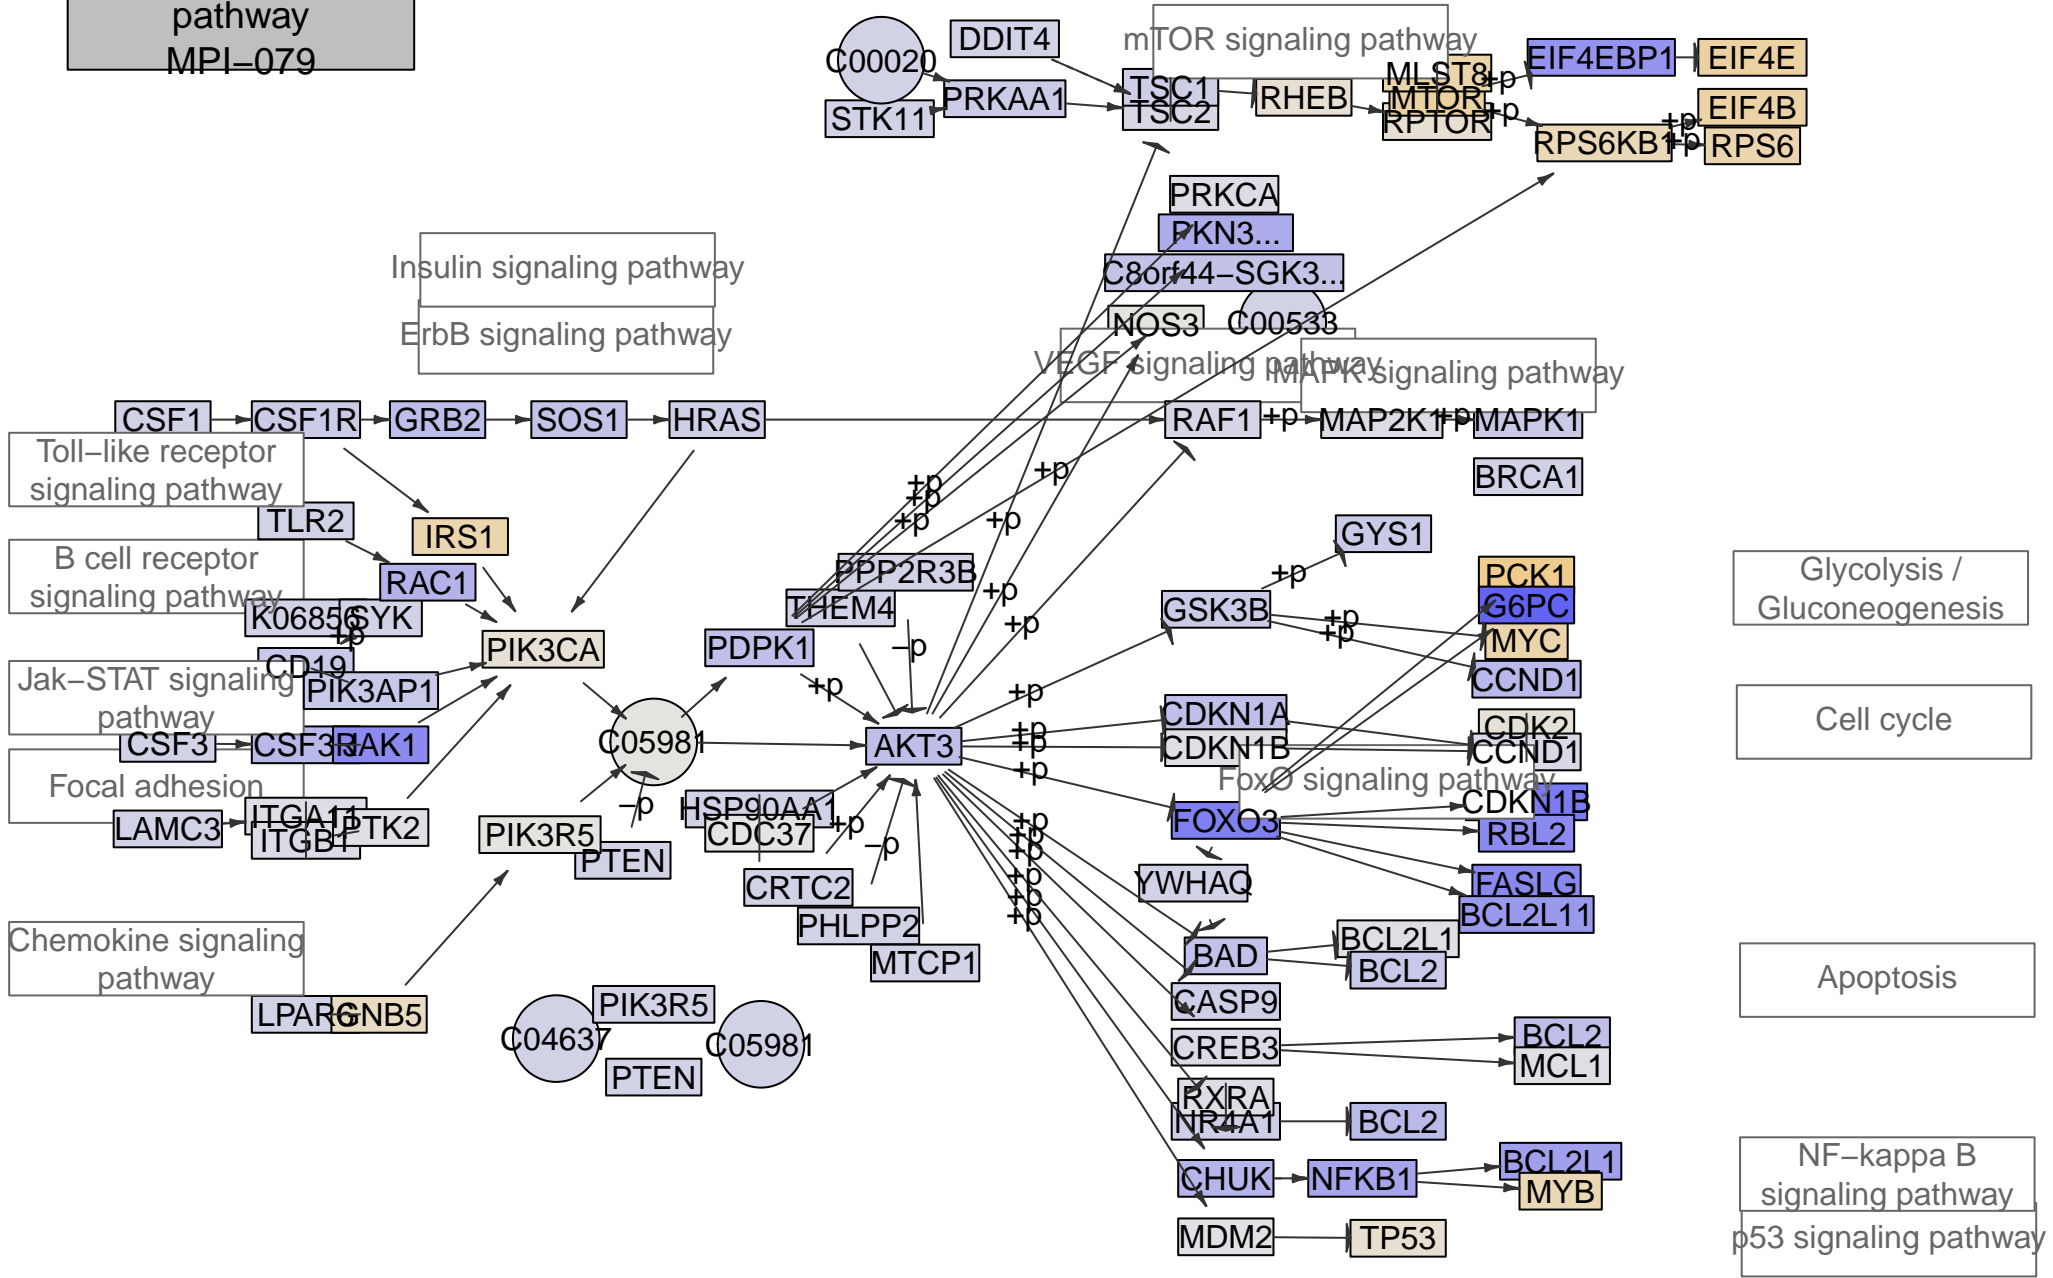 pathway
MPI−079
C00020
DDIT4
STK11
PRKAA1
mTOR signaling pathway
TSC1
TSC2
RHEB
MLST8
MTOR
RPTOR
+p
+p
EIF4EBP1
EIF4E
EIF4B
RPS6KB1
+p
+p
RPS6
PRKCA
PKN3...
C8orf44−SGK3...
NOS3
C00533
Insulin signaling pathway
ErbB signaling pathway
VEGF signaling pathway
MAPK signaling pathway
CSF1
CSF1R
GRB2
SOS1
HRAS
RAF1
+p
MAP2K1
+p
MAPK1
BRCA1
Toll−like receptor
signaling pathway
TLR2
IRS1
+p
+p
+p
+p
+p
GYS1
B cell receptor
signaling pathway
RAC1
K06856
SYK
+p
CD19
PIK3AP1
PIK3CA
PDPK1
THEM4
PPP2R3B
−p
+p
+p
+p
+p
GSK3B
+p
+p
+p
PCK1
G6PC
MYC
CCND1
Glycolysis /
Gluconeogenesis
Jak−STAT signaling
pathway
CSF3
CSF3R
JAK1
C05981
AKT3
+p
+p
+p
CDKN1A
CDKN1B
CDK2
CCND1
Cell cycle
Focal adhesion
FoxO signaling pathway
LAMC3
ITGA11
ITGB1
PTK2
PIK3R5
−p
PTEN
HSP90AA1
CDC37
+p
−p
CRTC2
PHLPP2
MTCP1
+p
+p
+p
+p
+p
+p
FOXO3
CDKN1B
RBL2
FASLG
BCL2L11
YWHAQ
BAD
BCL2L1
BCL2
Apoptosis
Chemokine signaling
pathway
LPAR6
GNB5
C04637
PIK3R5
PTEN
C05981
CASP9
CREB3
BCL2
MCL1
RXRA
NR4A1
BCL2
CHUK
NFKB1
BCL2L1
MYB
NF−kappa B
signaling pathway
MDM2
TP53
p53 signaling pathway